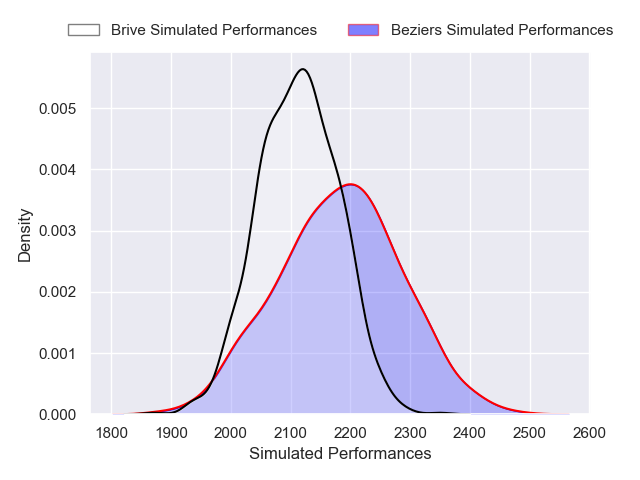 Brive Simulated Performances
Beziers Simulated Performances
Density
0.005
0.004
0.003
0.002
0.001
0.000
1800 1900 2000 2100 2200 2300 2400 2500 2600
Simulated Performances